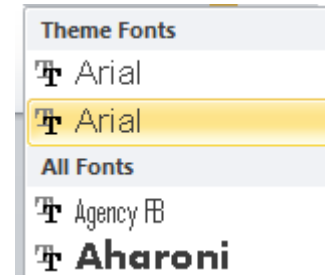 Theme Fonts
Arial
Arial
All Fonts
Agency FB
Aharoni